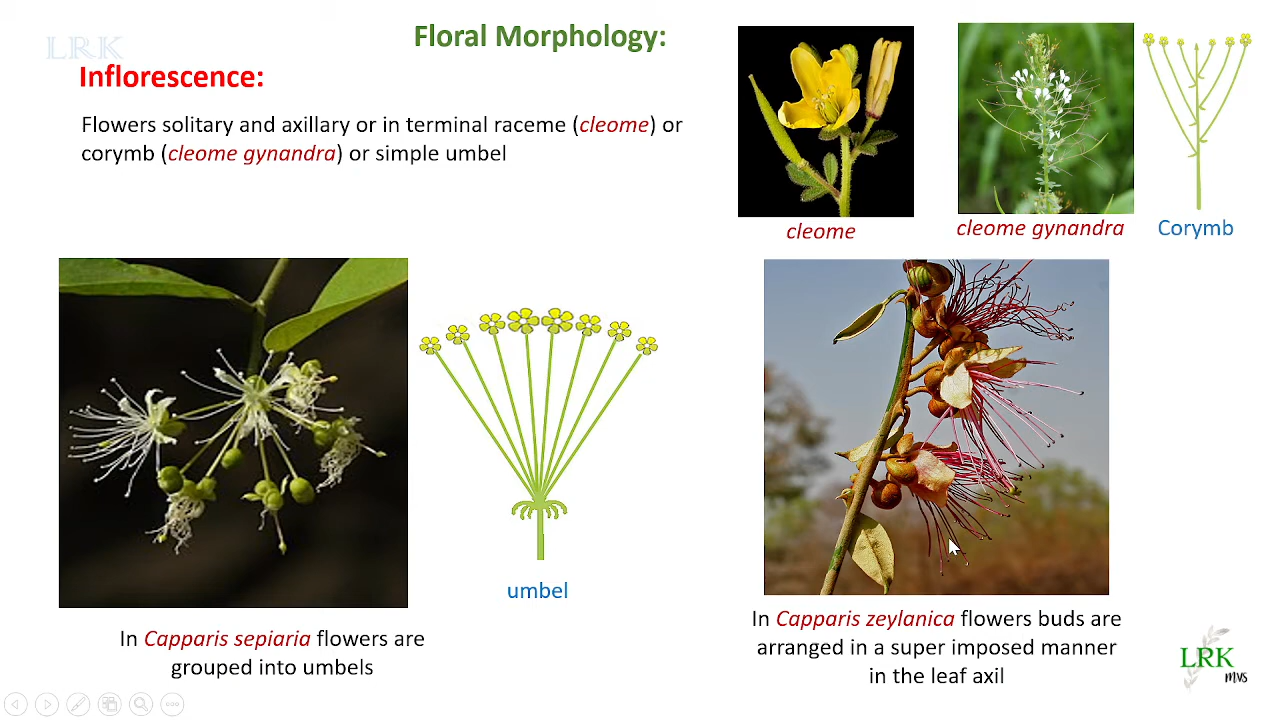 LRK
Floral Morphology:
Inflorescence:
Flowers solitary and axillary or in terminal raceme (cleome) or
corymb (cleome gynandra) or simple umbel
cleome
cleome gynandra
Corymb
umbel
In Capparis sepiaria flowers are
grouped into umbels
In Capparis zeylanica flowers buds are
arranged in a super imposed manner
in the leaf axil
LRK
mvs